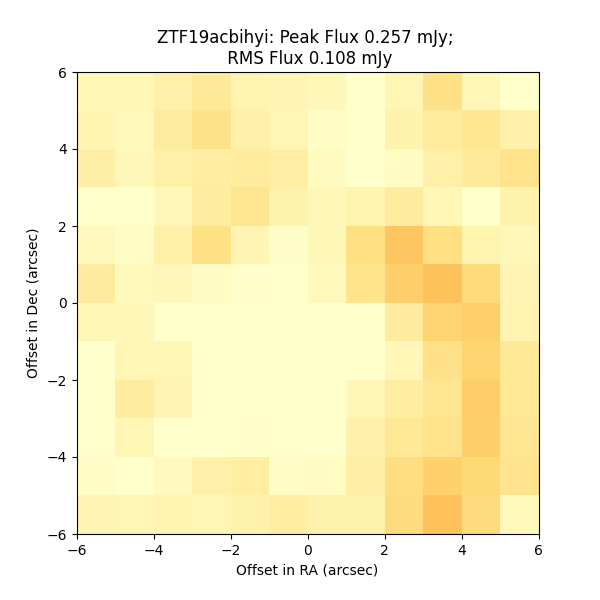 ZTF19acbihyi: Peak Flux 0.257 mJy;
RMS Flux 0.108 mJy
6
4
2
0
−2
−4
−6
Offset in Dec (arcsec)
−6 −4 −2 0 2 4 6
Offset in RA (arcsec)